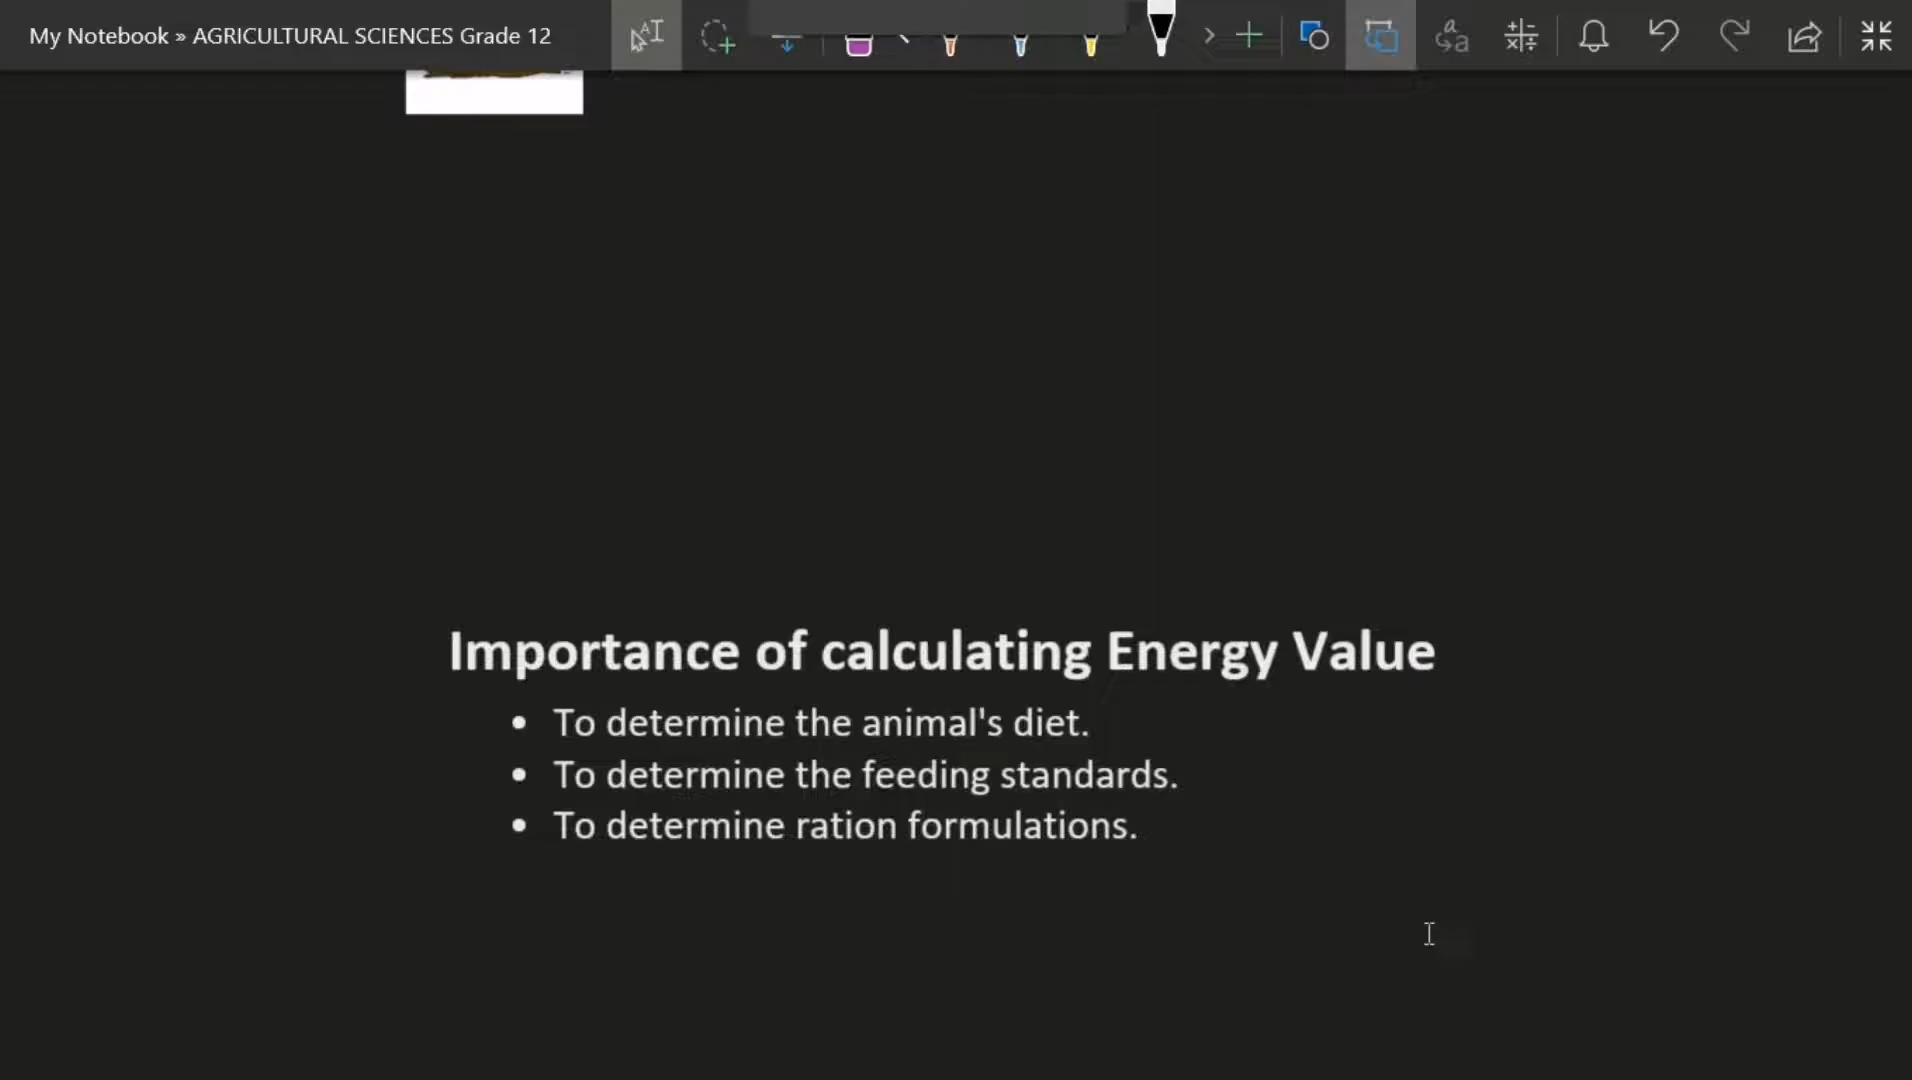 My Notebook » AGRICULTURAL SCIENCES Grade 12
Importance of calculating Energy Value
• To determine the animal's diet.
• To determine the feeding standards.
• To determine ration formulations.